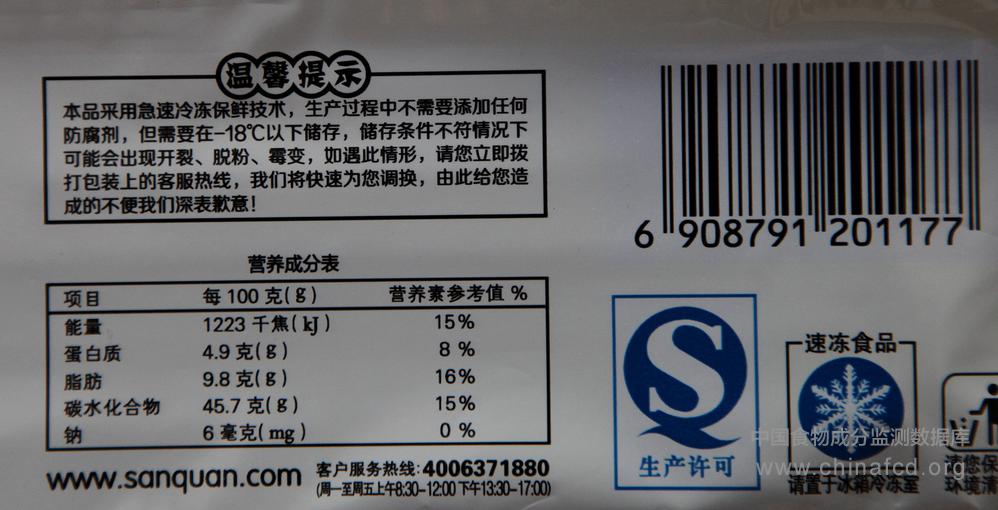 温馨提示
本品采用急速冷冻保鲜技术，生产过程中不需要添加任何
防腐剂，但需要在-18℃以下储存，储存条件不符情况下
可能会出现开裂、脱粉、霉变，如遇此情形，请您立即拨
打包装上的客服热线，我们将快速为您调换，由此给您造
成的不便我们深表歉意！
6 908791 201177
营养成分表
项目 每 100 克(g) 营养素参考值 %
能量 1223 千焦(kJ) 15%
蛋白质 4.9 克(g) 8 %
脂肪 9.8 克(g) 16%
碳水化合物 45.7 克(g) 15%
钠 6 毫克(mg) 0 %
www.sanquan.com
客户服务热线:4006371880
(周一至周五上午8:30-12:00 下午13:30-17:00)
S
生产许可
速冻食品
请置于冰箱冷冻室
请您保
环境清
中国食物成分监测数据库
www.chinafcd.org